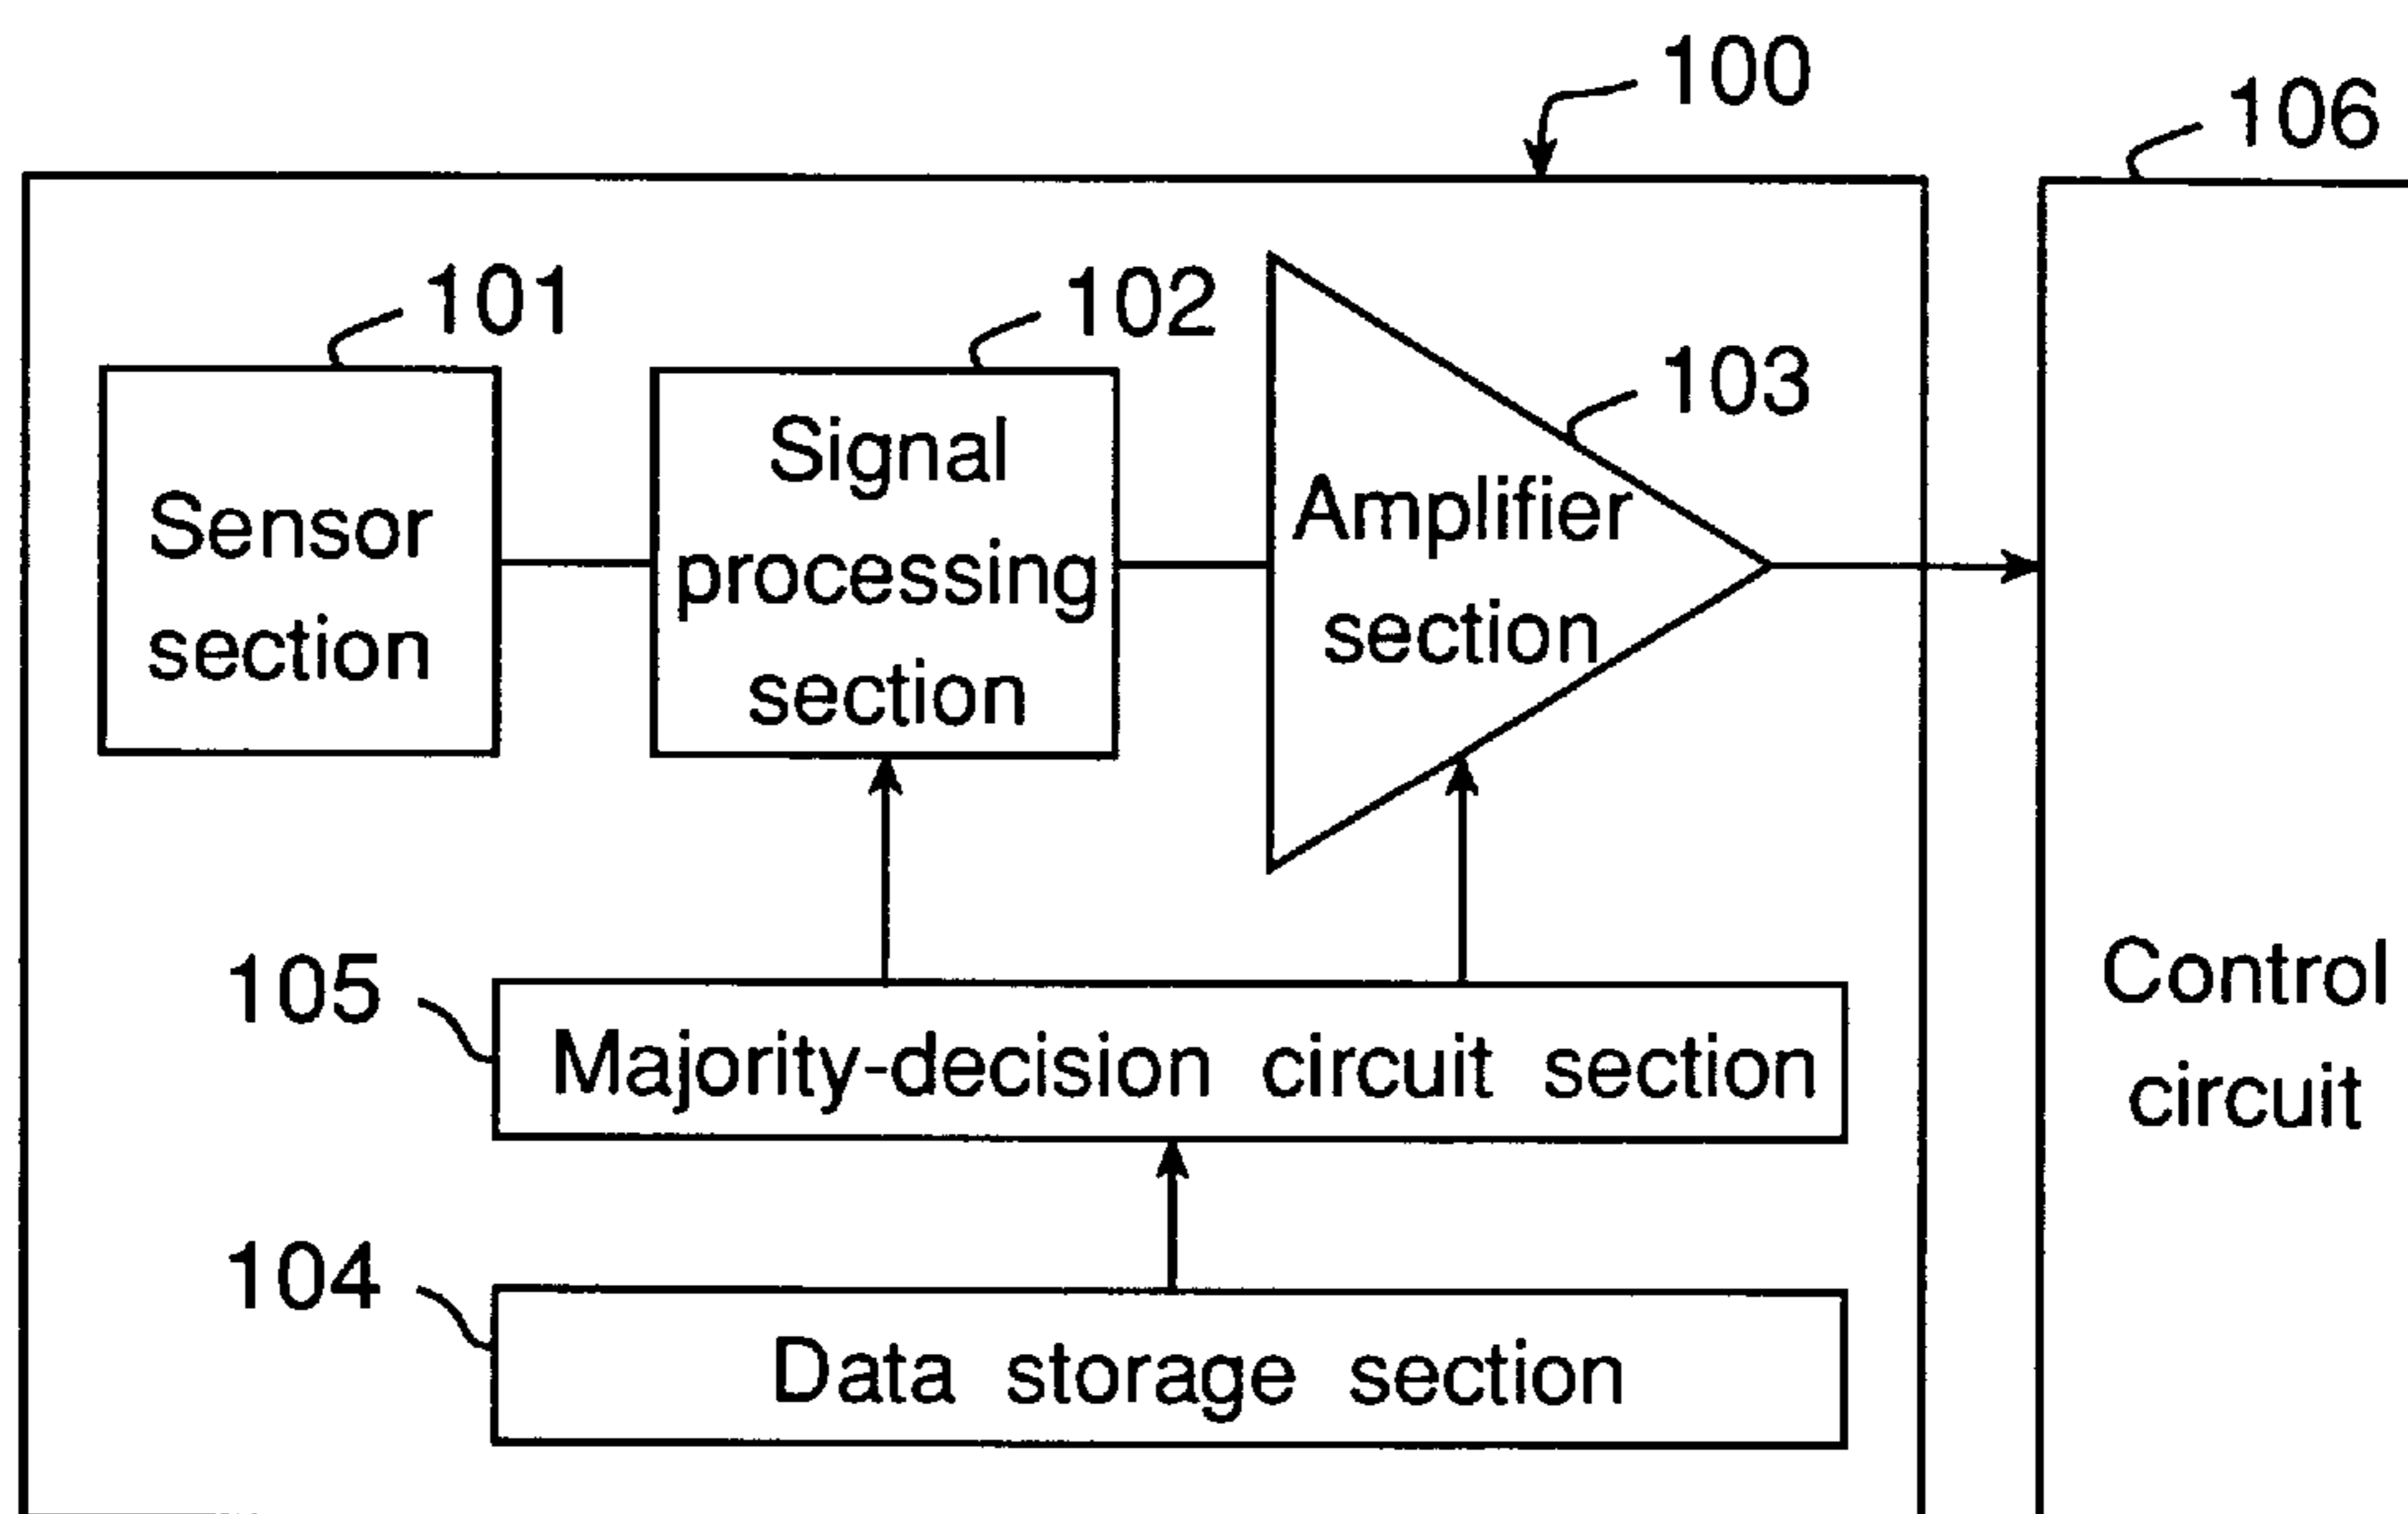 100
106
101
102
103
Sensor
section
Signal
processing
section
Amplifier
section
105
Majority-decision circuit section
Control
circuit
104
Data storage section